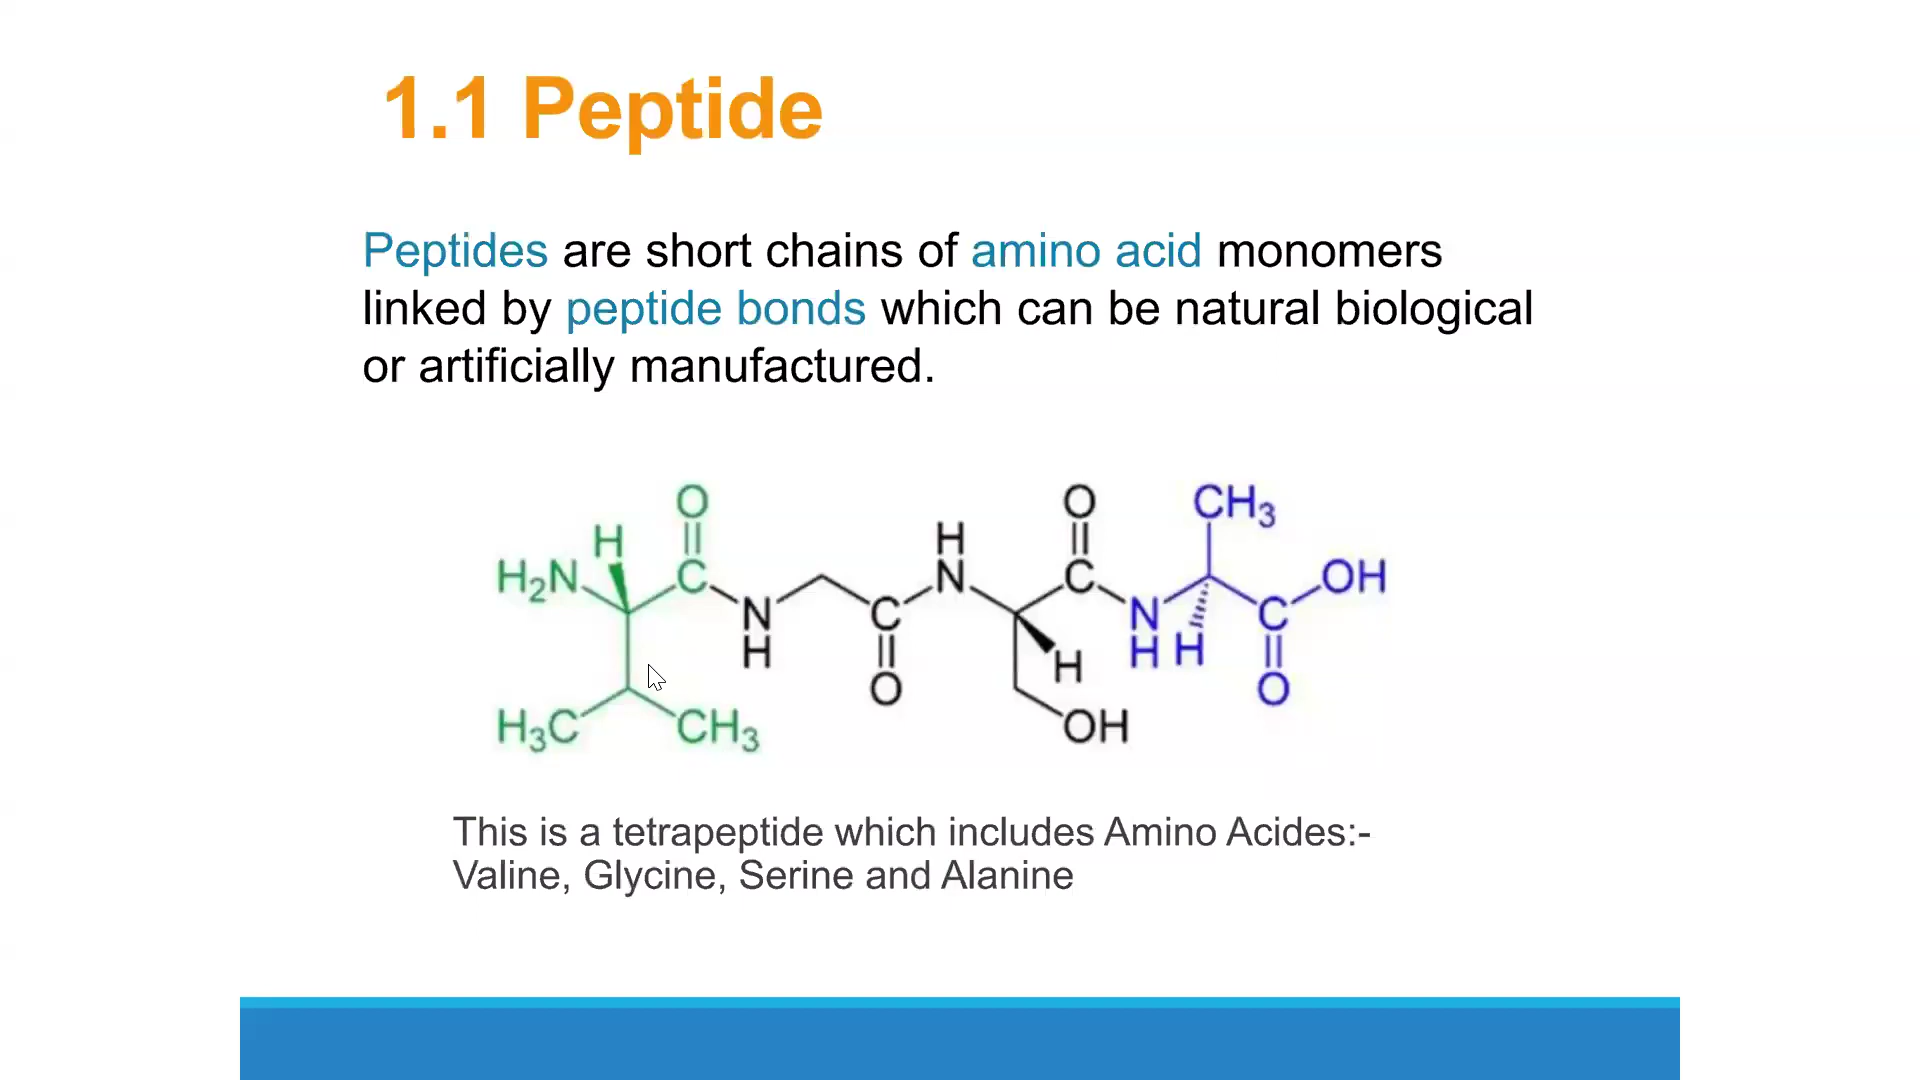 1.1 Peptide
Peptides are short chains of amino acid monomers
linked by peptide bonds which can be natural biological
or artificially manufactured.
O O CH3
H H
H2N C N C OH
N C N C
H H H H
O O
H3C CH3 OH
This is a tetrapeptide which includes Amino Acides:-
Valine, Glycine, Serine and Alanine